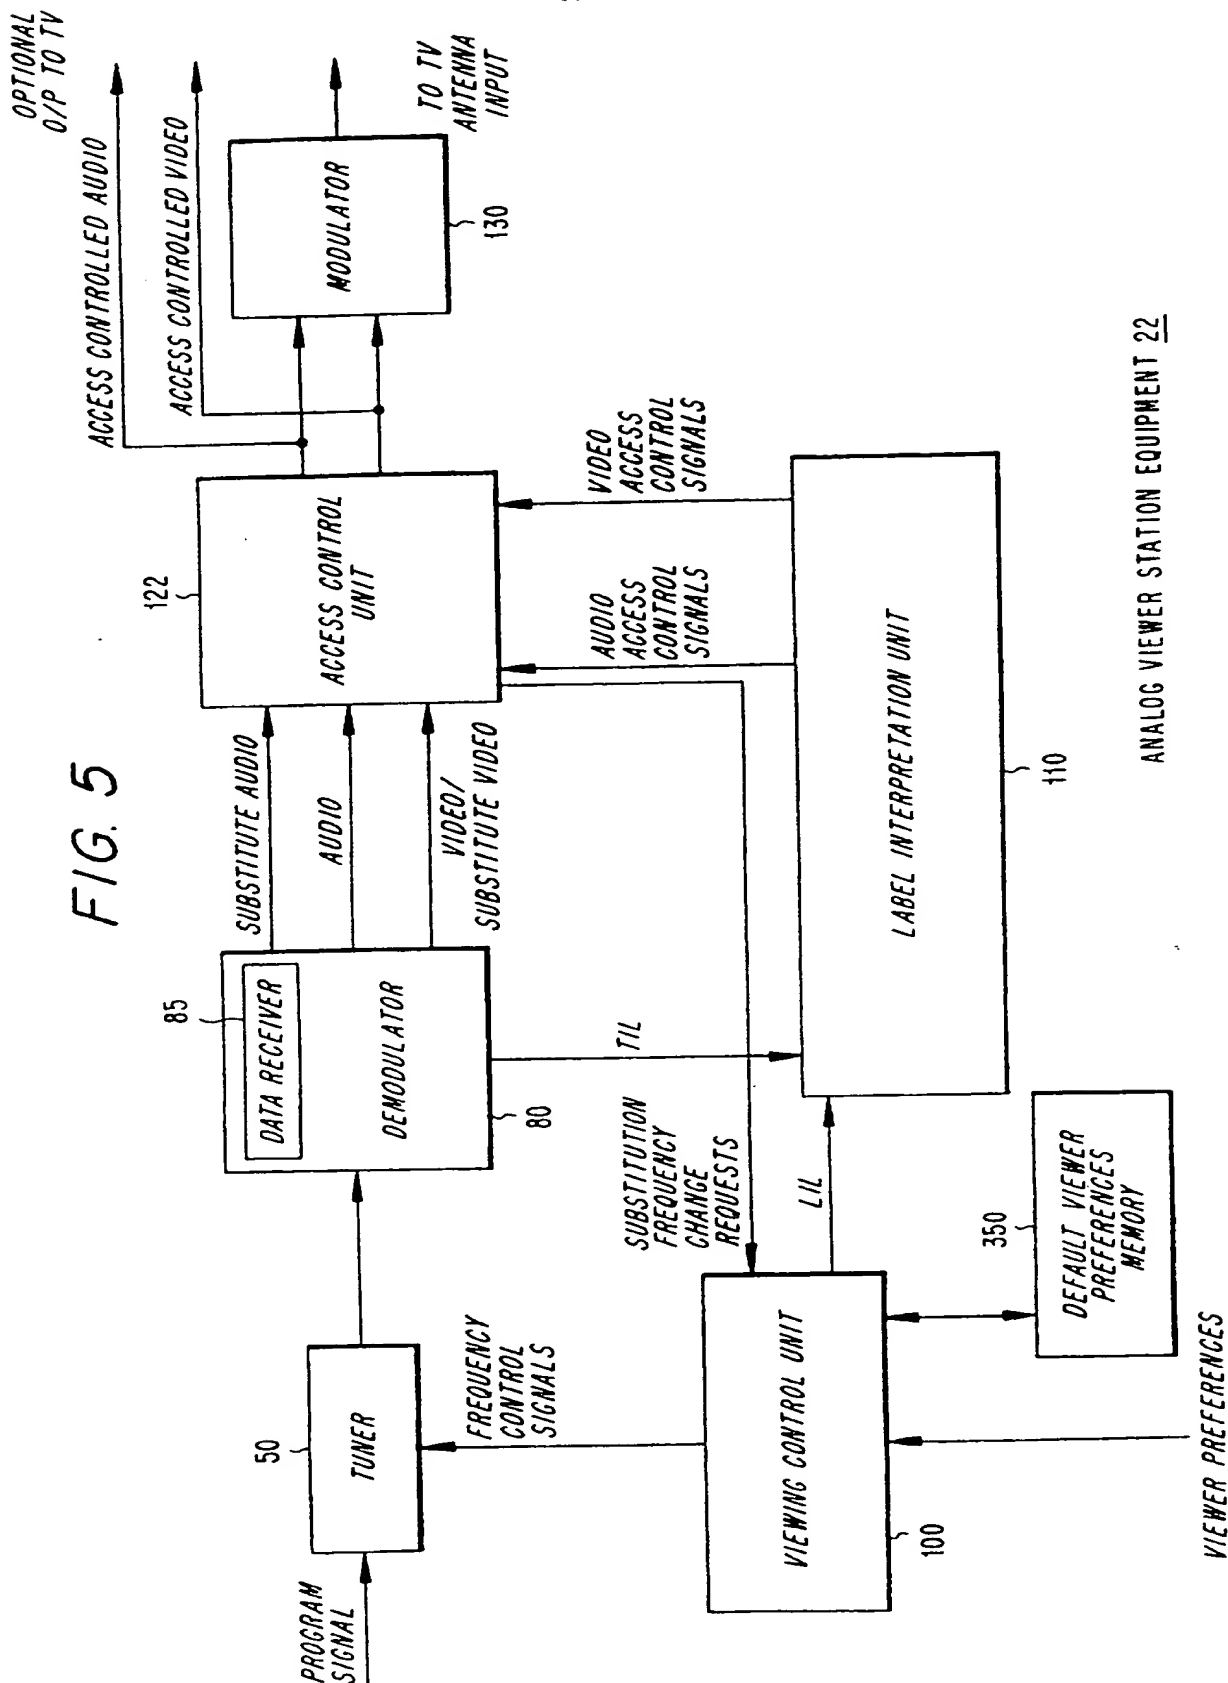 FIG. 5
PROGRAM
SIGNAL
50
TUNER
FREQUENCY
CONTROL
SIGNALS
85
DATA RECEIVER
DEMODULATOR
80
SUBSTITUTE AUDIO
AUDIO
VIDEO/
SUBSTITUTE VIDEO
122
ACCESS CONTROL
UNIT
ACCESS CONTROLLED AUDIO
ACCESS CONTROLLED VIDEO
OPTIONAL
O/P TO TV
MODULATOR
130
TO TV
ANTENNA
INPUT
TIL
SUBSTITUTION
FREQUENCY
CHANGE
REQUESTS
AUDIO
ACCESS
CONTROL
SIGNALS
VIDEO
ACCESS
CONTROL
SIGNALS
VIEWING CONTROL UNIT
100
LIL
LABEL INTERPRETATION UNIT
110
350
DEFAULT VIEWER
PREFERENCES
MEMORY
VIEWER PREFERENCES
ANALOG VIEWER STATION EQUIPMENT 22